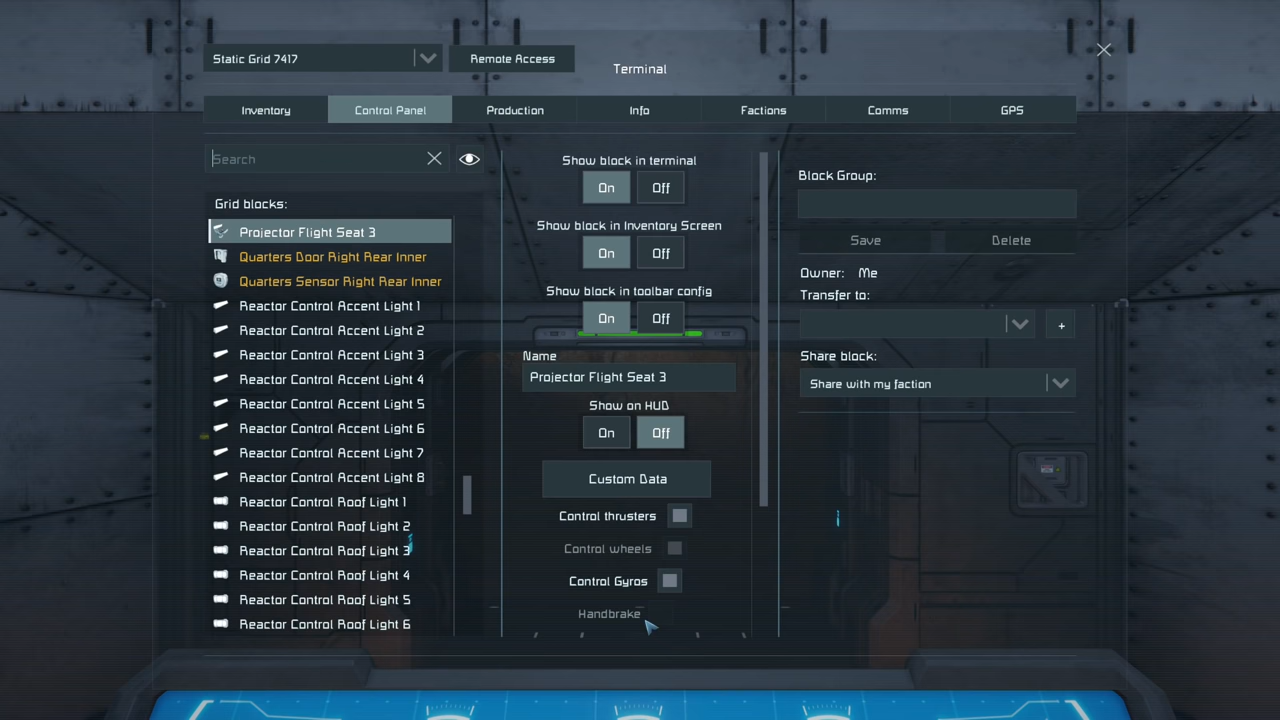 Static Grid 7417
Remote Access
Terminal
Inventory
Control Panel
Production
Info
Factions
Comms
GPS
Search
Grid blocks:
Projector Flight Seat 3
Quarters Door Right Rear Inner
Quarters Sensor Right Rear Inner
Reactor Control Accent Light 1
Reactor Control Accent Light 2
Reactor Control Accent Light 3
Reactor Control Accent Light 4
Reactor Control Accent Light 5
Reactor Control Accent Light 6
Reactor Control Accent Light 7
Reactor Control Accent Light 8
Reactor Control Roof Light 1
Reactor Control Roof Light 2
Reactor Control Roof Light 3
Reactor Control Roof Light 4
Reactor Control Roof Light 5
Reactor Control Roof Light 6
Show block in terminal
On Off
Show block in Inventory Screen
On Off
Show block in toolbar config
On Off
Name
Projector Flight Seat 3
Show on HUD
On Off
Custom Data
Control thrusters
Control wheels
Control Gyros
Handbrake
Block Group:
Save Delete
Owner: Me
Transfer to:
+
Share block:
Share with my faction